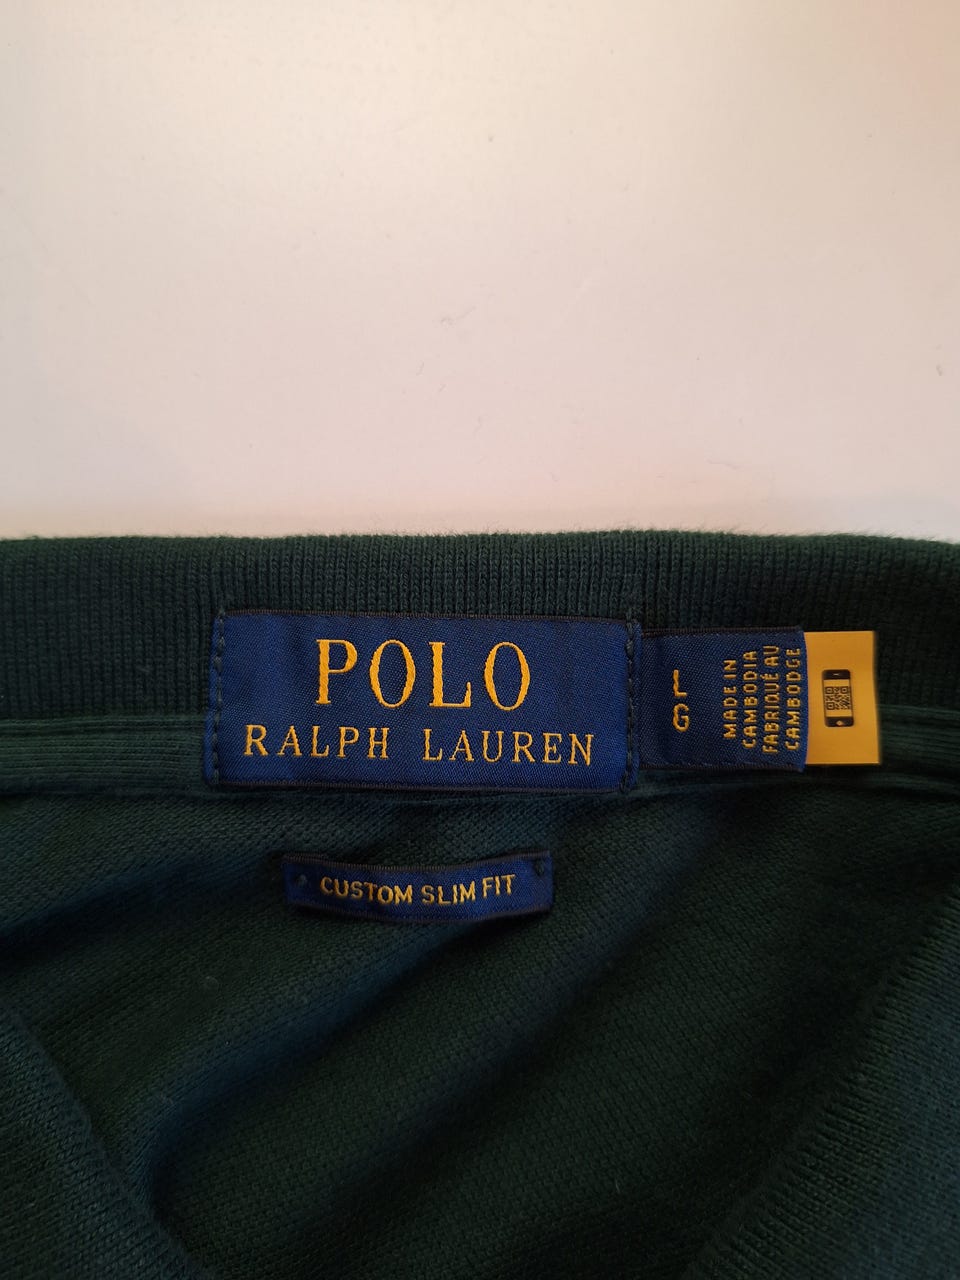 POLO
RALPH LAUREN
L
G
MADE IN
CAMBODIA
FABRIQUÉ AU
CAMBODGE
CUSTOM SLIM FIT